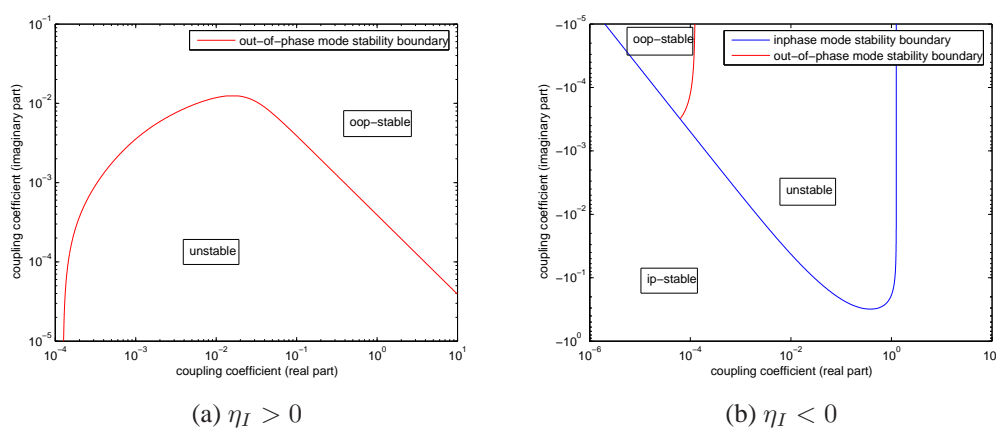 out−of−phase mode stability boundary
oop−stable
unstable
10^−1
10^−2
10^−3
10^−4
10^−5
coupling coefficient (imaginary part)
10^−4 10^−3 10^−2 10^−1 10^0 10^1
coupling coefficient (real part)
(a) η_I > 0
inphase mode stability boundary
out−of−phase mode stability boundary
oop−stable
unstable
ip−stable
−10^−5
−10^−4
−10^−3
−10^−2
−10^−1
−10^0
coupling coefficient (imaginary part)
10^−6 10^−4 10^−2 10^0 10
coupling coefficient (real part)
(b) η_I < 0